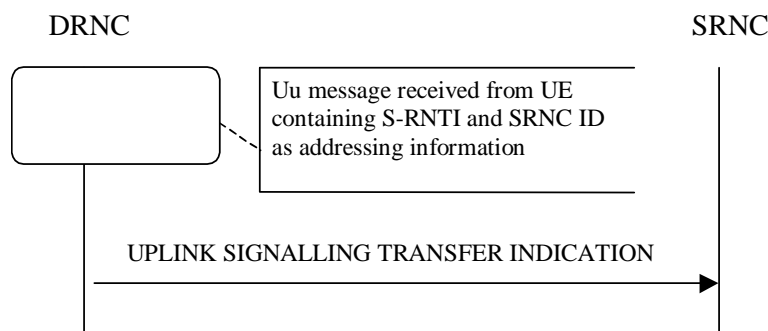 DRNC
SRNC
Uu message received from UE
containing S-RNTI and SRNC ID
as addressing information
UPLINK SIGNALLING TRANSFER INDICATION